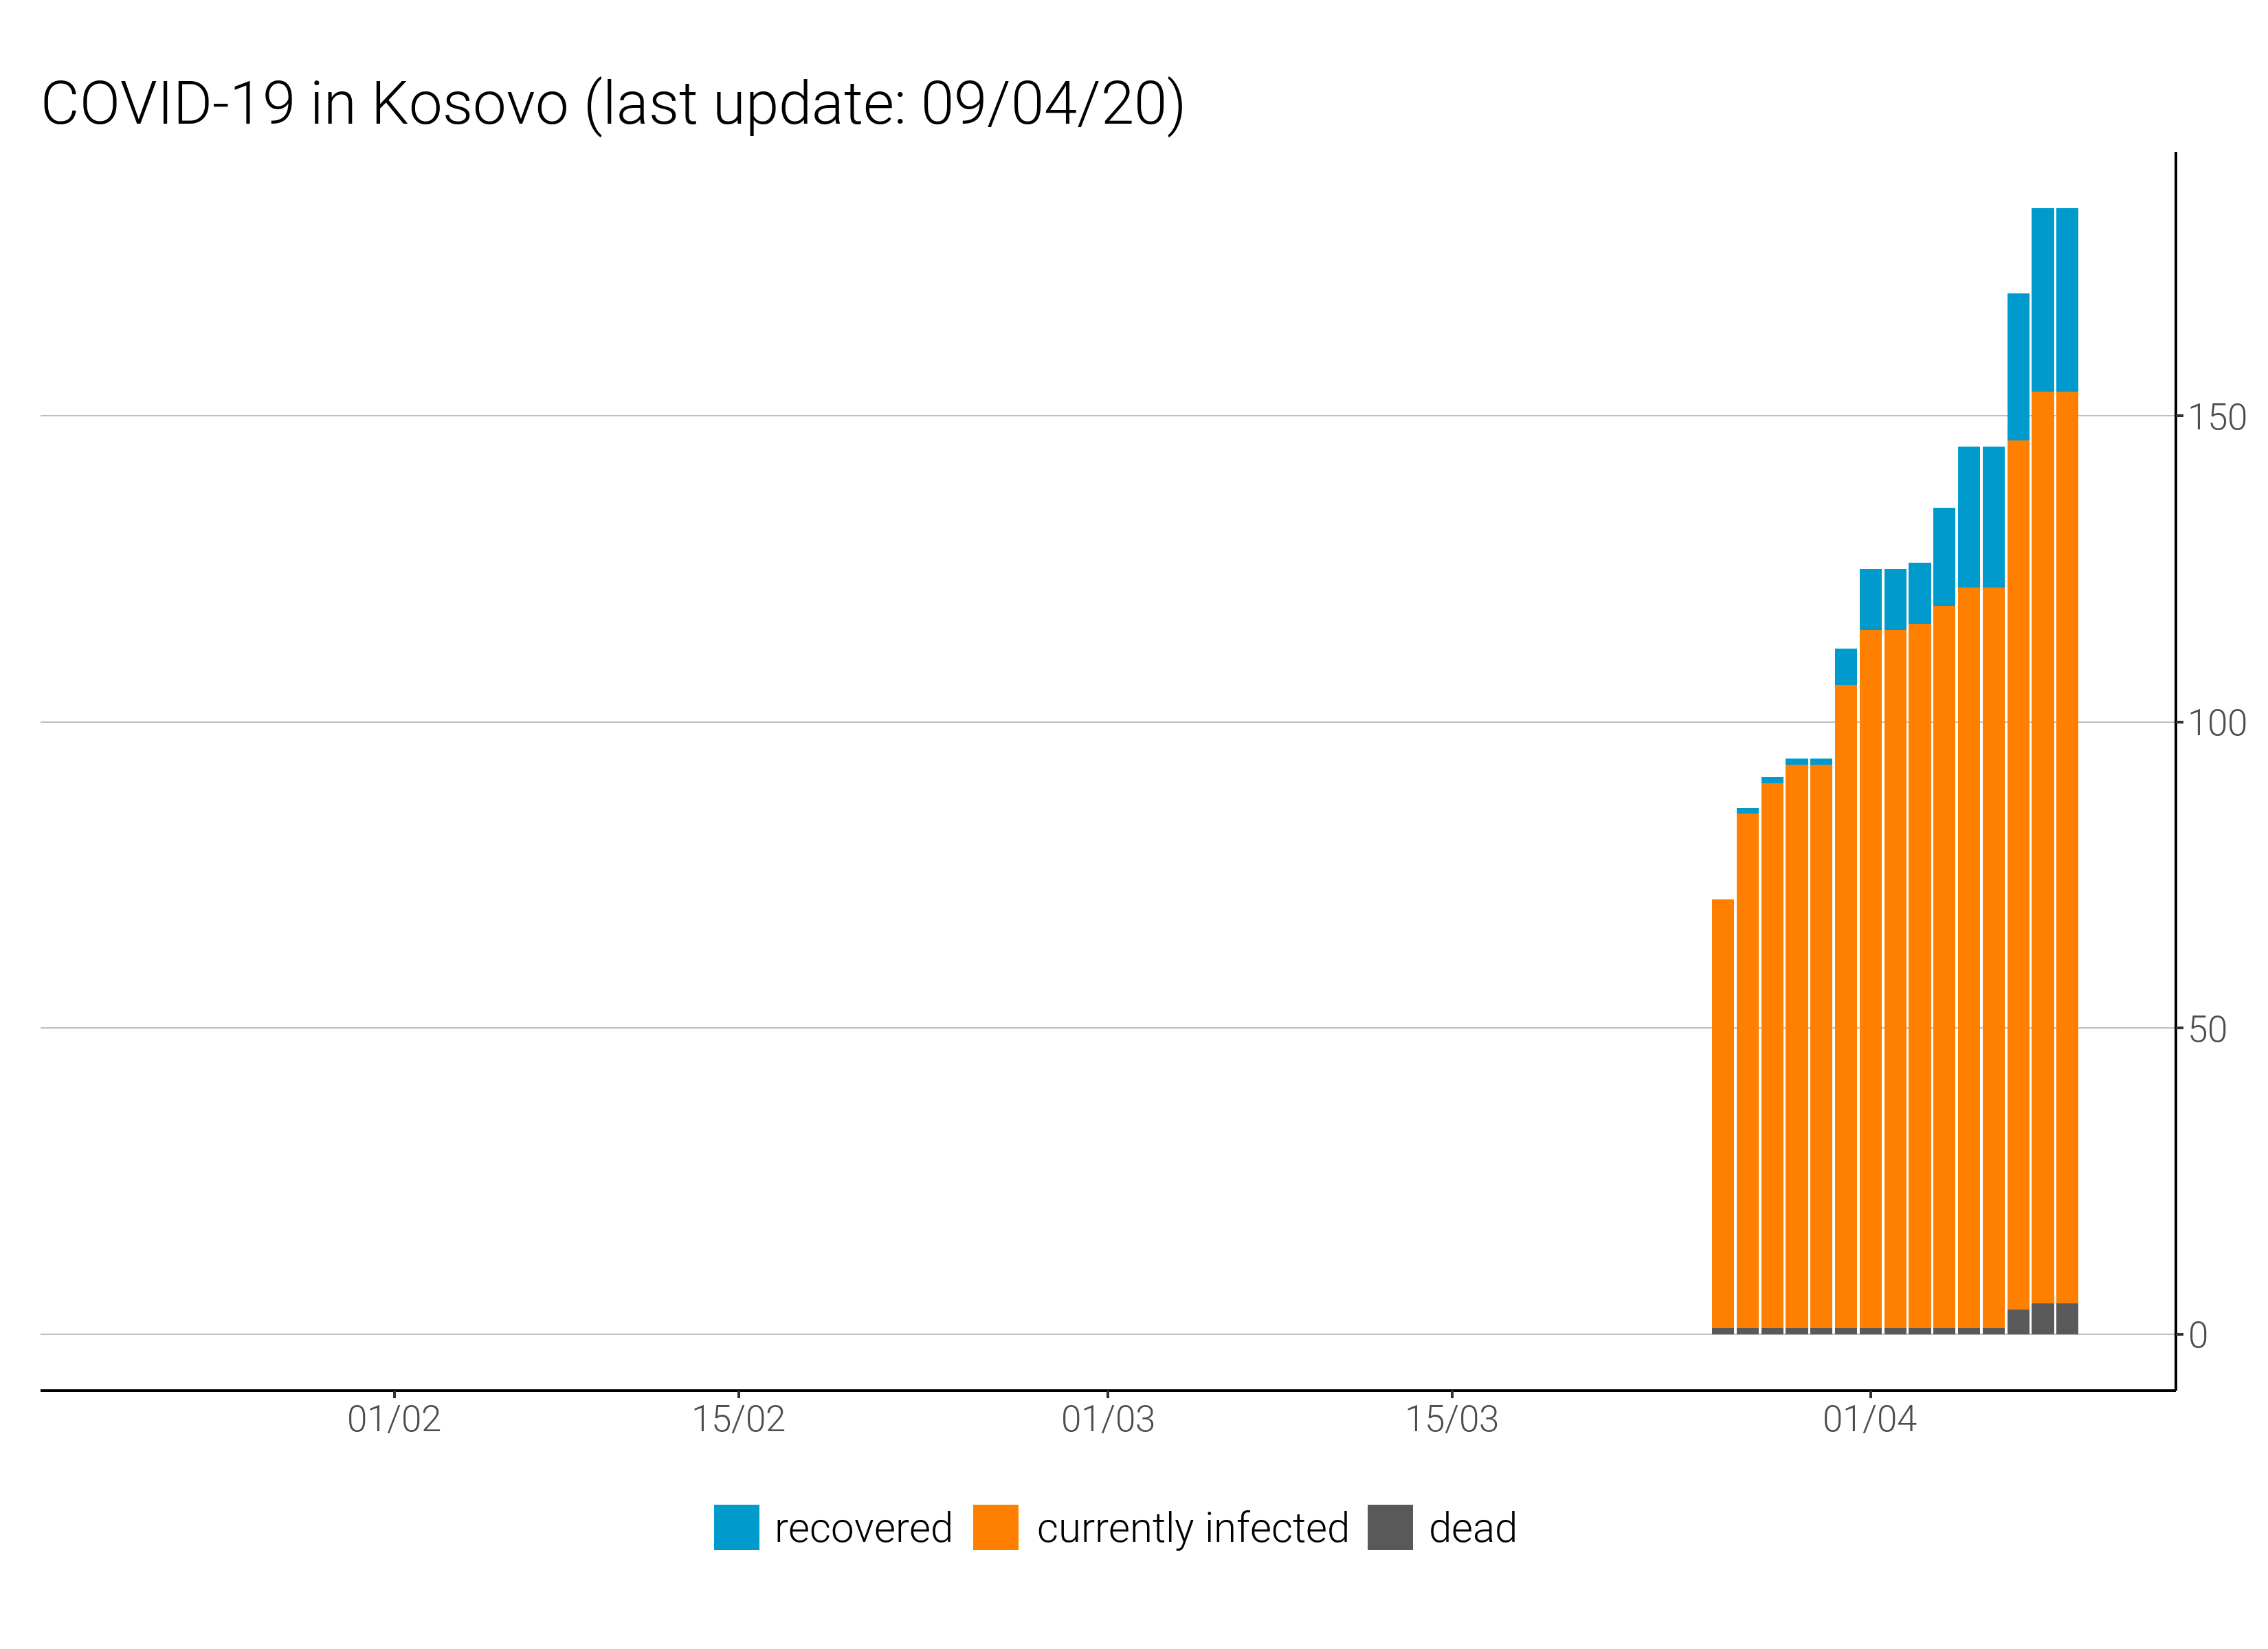 COVID-19 in Kosovo (last update: 09/04/20)
150
100
50
0
01/02 15/02 01/03 15/03 01/04
recovered currently infected dead